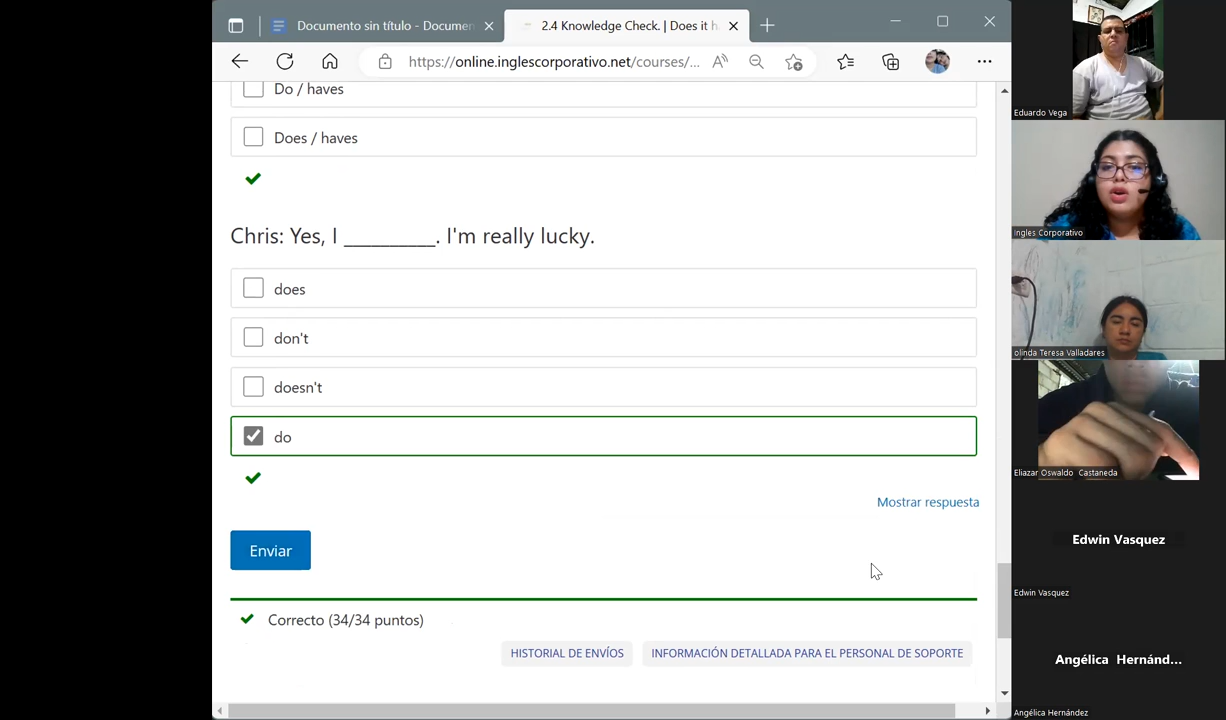 Documento sin título - Documen
2.4 Knowledge Check. | Does it h
https://online.inglescorporativo.net/courses/...
Do / haves
Does / haves
Chris: Yes, I __________. I'm really lucky.
does
don't
doesn't
do
Mostrar respuesta
Enviar
Correcto (34/34 puntos)
HISTORIAL DE ENVÍOS
INFORMACIÓN DETALLADA PARA EL PERSONAL DE SOPORTE
Eduardo Vega
Ingles Corporativo
olinda Teresa Valladares
Eliazar Oswaldo Castaneda
Edwin Vasquez
Edwin Vasquez
Angélica Hernánd...
Angélica Hernández